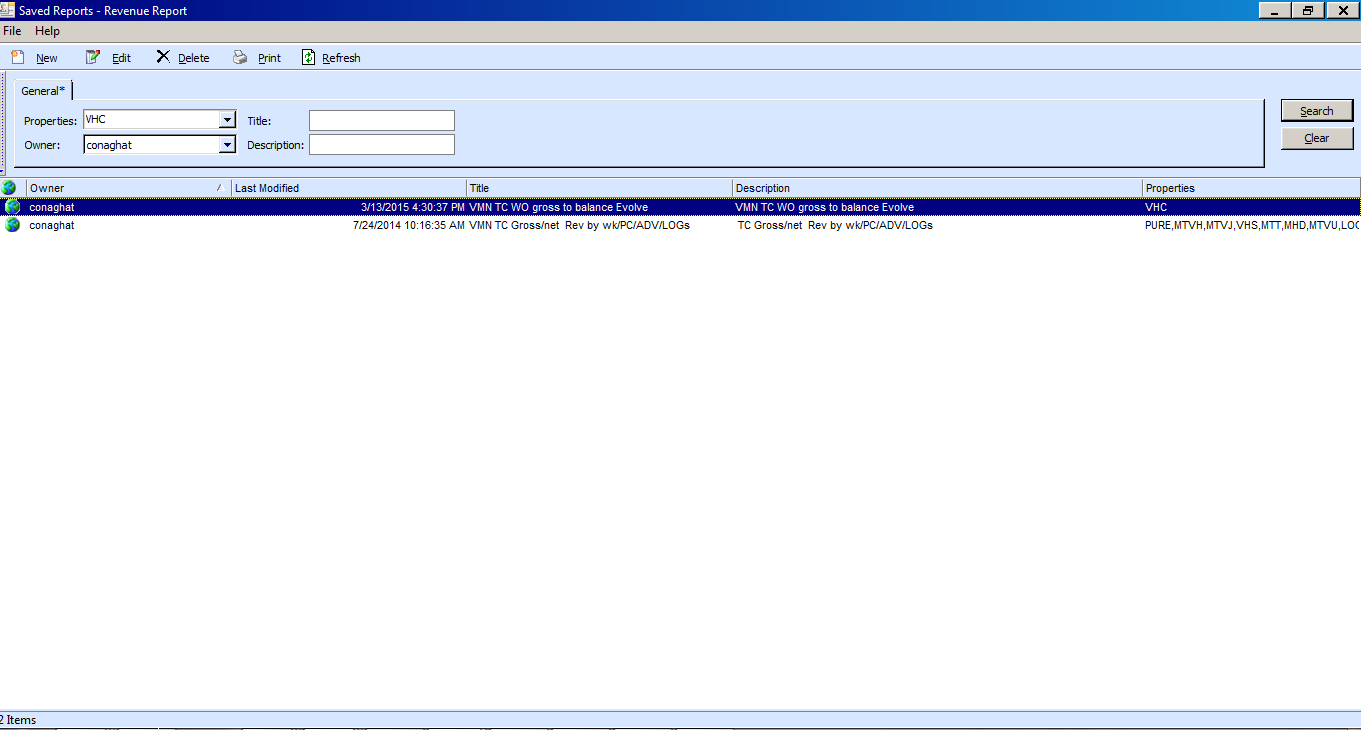 Saved Reports - Revenue Report
File Help
New Edit Delete Print Refresh
General*
Properties: VHC Title: Search
Owner: conaghat Description: Clear
Owner Last Modified Title Description Properties
conaghat 3/13/2015 4:30:37 PM VMN TC WO gross to balance Evolve VMN TC WO gross to balance Evolve VHC
conaghat 7/24/2014 10:16:35 AM VMN TC Gross/net Rev by wk/PC/ADV/LOGs TC Gross/net Rev by wk/PC/ADV/LOGs PURE,MTVH,MTVJ,VHS,MTT,MHD,MTVU,LOC
2 Items